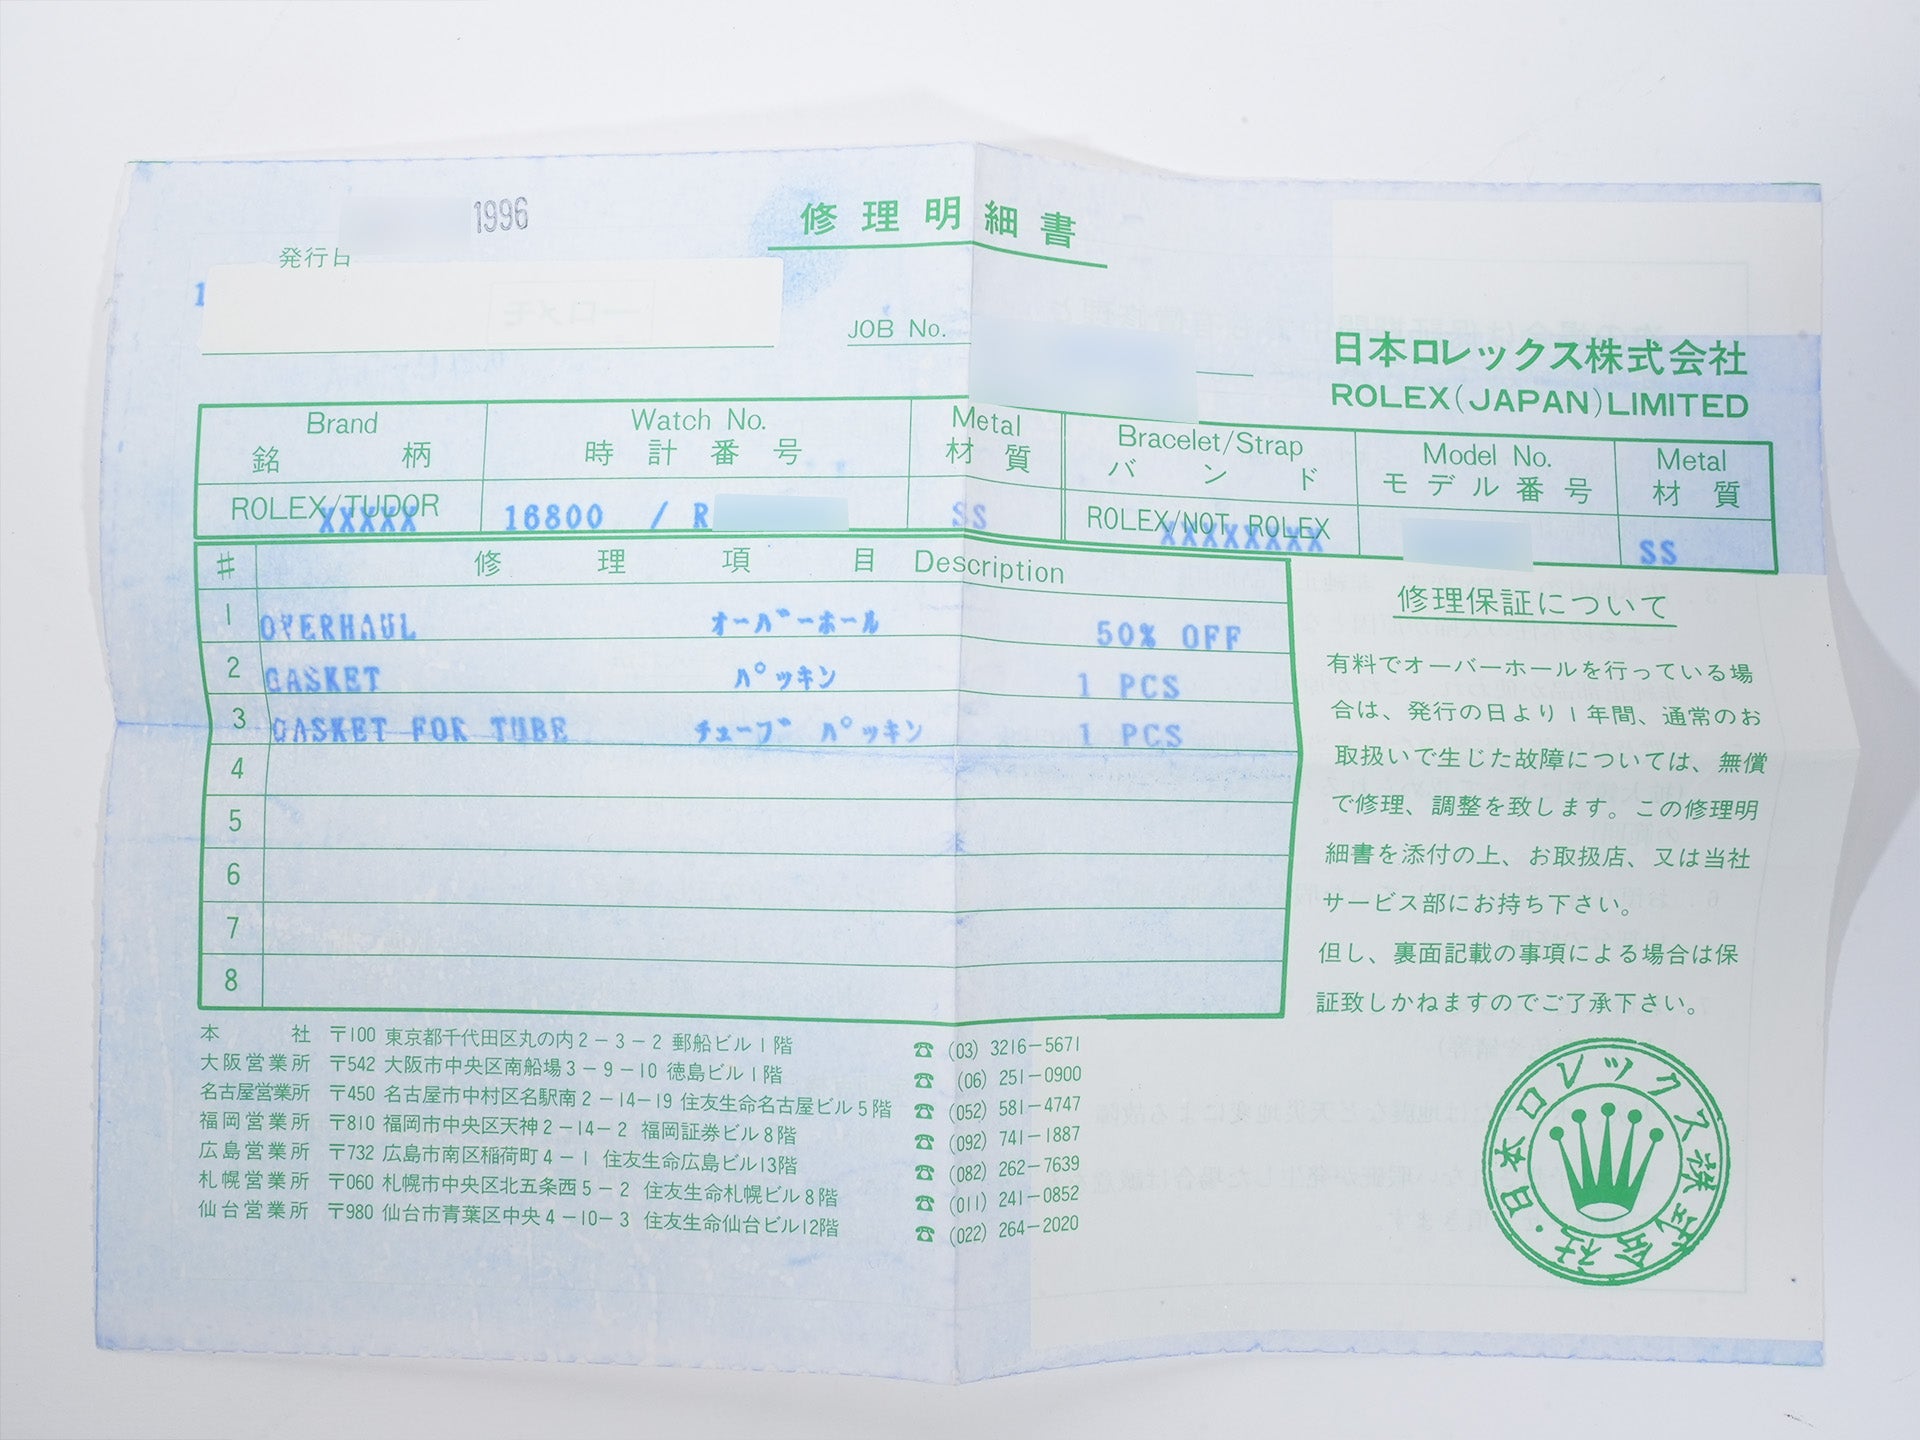 1996
修理明細書
発行日
1
JOB No.
日本ロレックス株式会社
ROLEX(JAPAN)LIMITED
Brand Watch No. Metal Bracelet/Strap Model No. Metal
銘柄 時計番号 材質 バンド モデル番号 材質
ROLEX/TUDOR XXXXX 16800 / R SS ROLEX/NOT ROLEX XXXXXXXX SS
# 修理項目 Description
1 OVERHAUL オーバーホール 50% OFF
2 GASKET パッキン 1 PCS
3 GASKET FOR TUBE チューブ パッキン 1 PCS
4
5
6
7
8
修理保証について
有料でオーバーホールを行っている場
合は、発行の日より1年間、通常のお
取扱いで生じた故障については、無償
で修理、調整を致します。この修理明
細書を添付の上、お取扱店、又は当社
サービス部にお持ち下さい。
但し、裏面記載の事項による場合は保
証致しかねますのでご了承下さい。
本社 〒100 東京都千代田区丸の内2-3-2 郵船ビル1階 ☎ (03) 3216-5671
大阪営業所 〒542 大阪市中央区南船場3-9-10 徳島ビル1階 ☎ (06) 251-0900
名古屋営業所 〒450 名古屋市中村区名駅南2-14-19 住友生命名古屋ビル5階 ☎ (052) 581-4747
福岡営業所 〒810 福岡市中央区天神2-14-2 福岡証券ビル8階 ☎ (092) 741-1887
広島営業所 〒732 広島市南区稲荷町4-1 住友生命広島ビル13階 ☎ (082) 262-7639
札幌営業所 〒060 札幌市中央区北五条西5-2 住友生命札幌ビル8階 ☎ (011) 241-0852
仙台営業所 〒980 仙台市青葉区中央4-10-3 住友生命仙台ビル12階 ☎ (022) 264-2020
日本ロレックス株式会社・